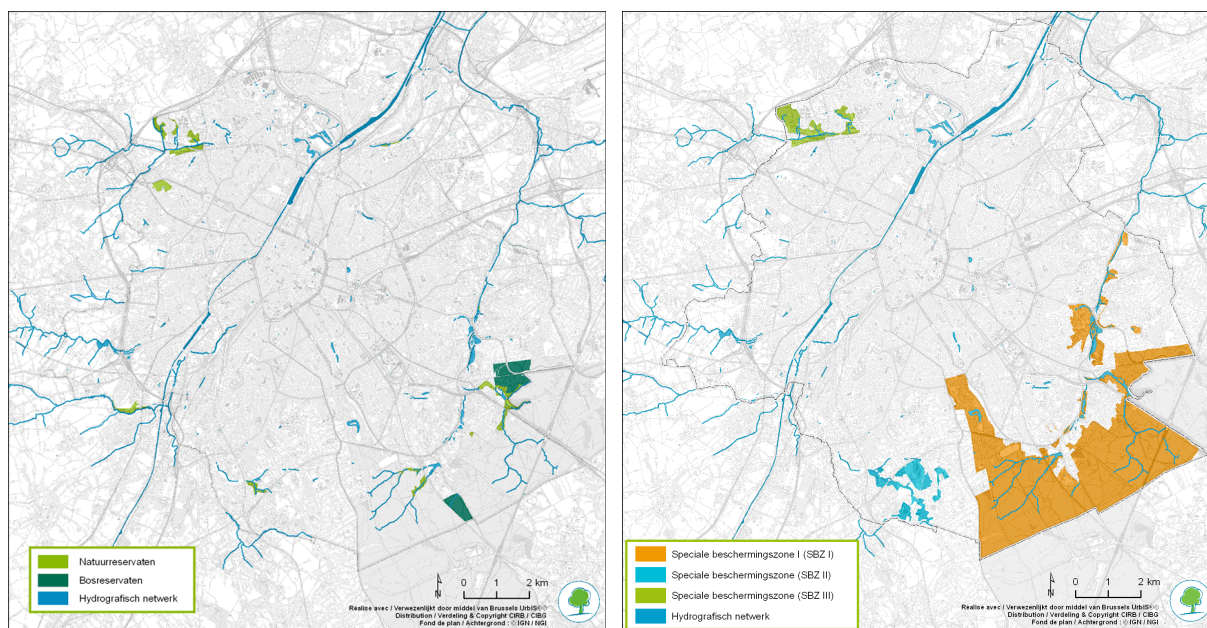 Natuurreservaten
Bosreservaten
Hydrografisch netwerk
N
0 1 2 km
Réalisé avec / Verwezenlijkt door middel van Brussels UrbIS®©
Distribution / Verdeling & Copyright CIRB / CIBG
Fond de plan / Achtergrond : © IGN / NGI
Speciale beschermingszone I (SBZ I)
Speciale beschermingszone (SBZ II)
Speciale beschermingszone (SBZ III)
Hydrografisch netwerk
N
0 1 2 km
Réalisé avec / Verwezenlijkt door middel van Brussels UrbIS®©
Distribution / Verdeling & Copyright CIRB / CIBG
Fond de plan / Achtergrond : © IGN / NGI